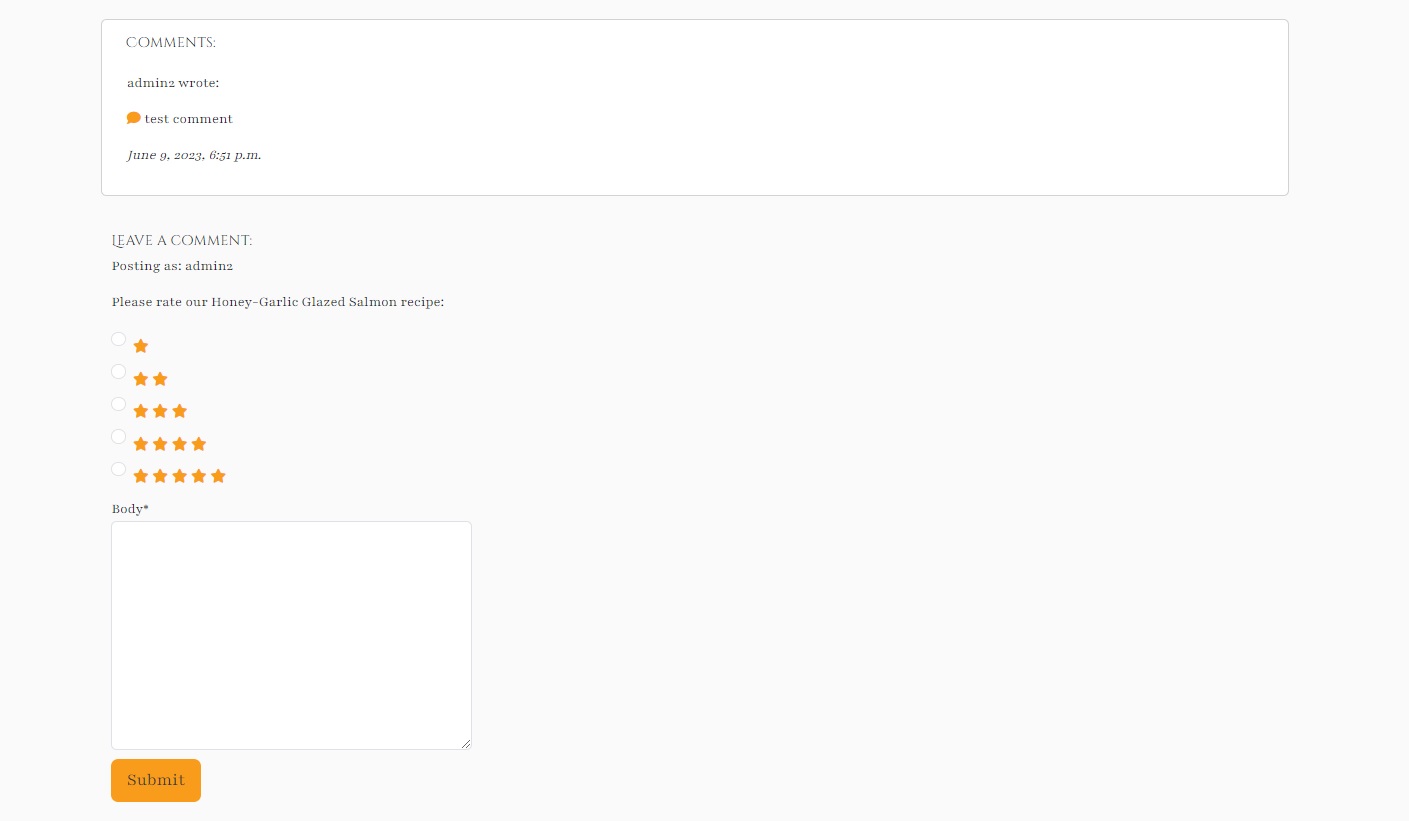 Comments:
admin2 wrote:
test comment
June 9, 2023, 6:51 p.m.
Leave a comment:
Posting as: admin2
Please rate our Honey-Garlic Glazed Salmon recipe:
Body*
Submit